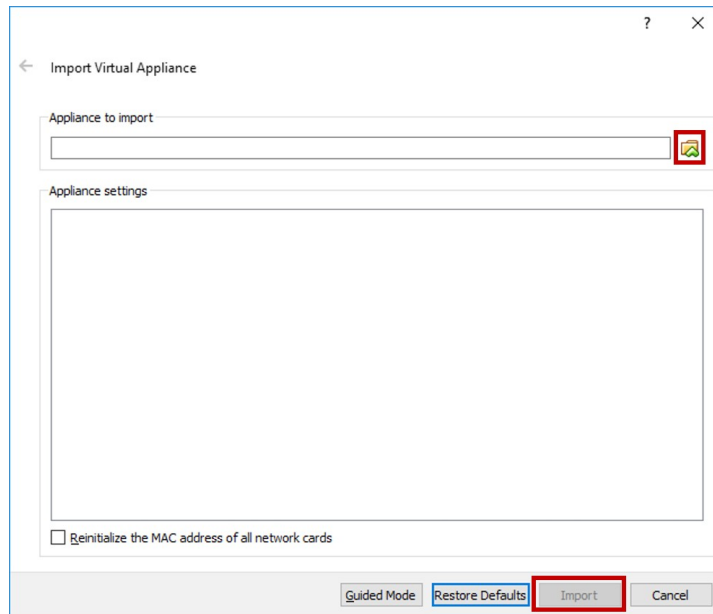 ?
Import Virtual Appliance
Appliance to import
Appliance settings
Reinitialize the MAC address of all network cards
Guided Mode Restore Defaults Import Cancel